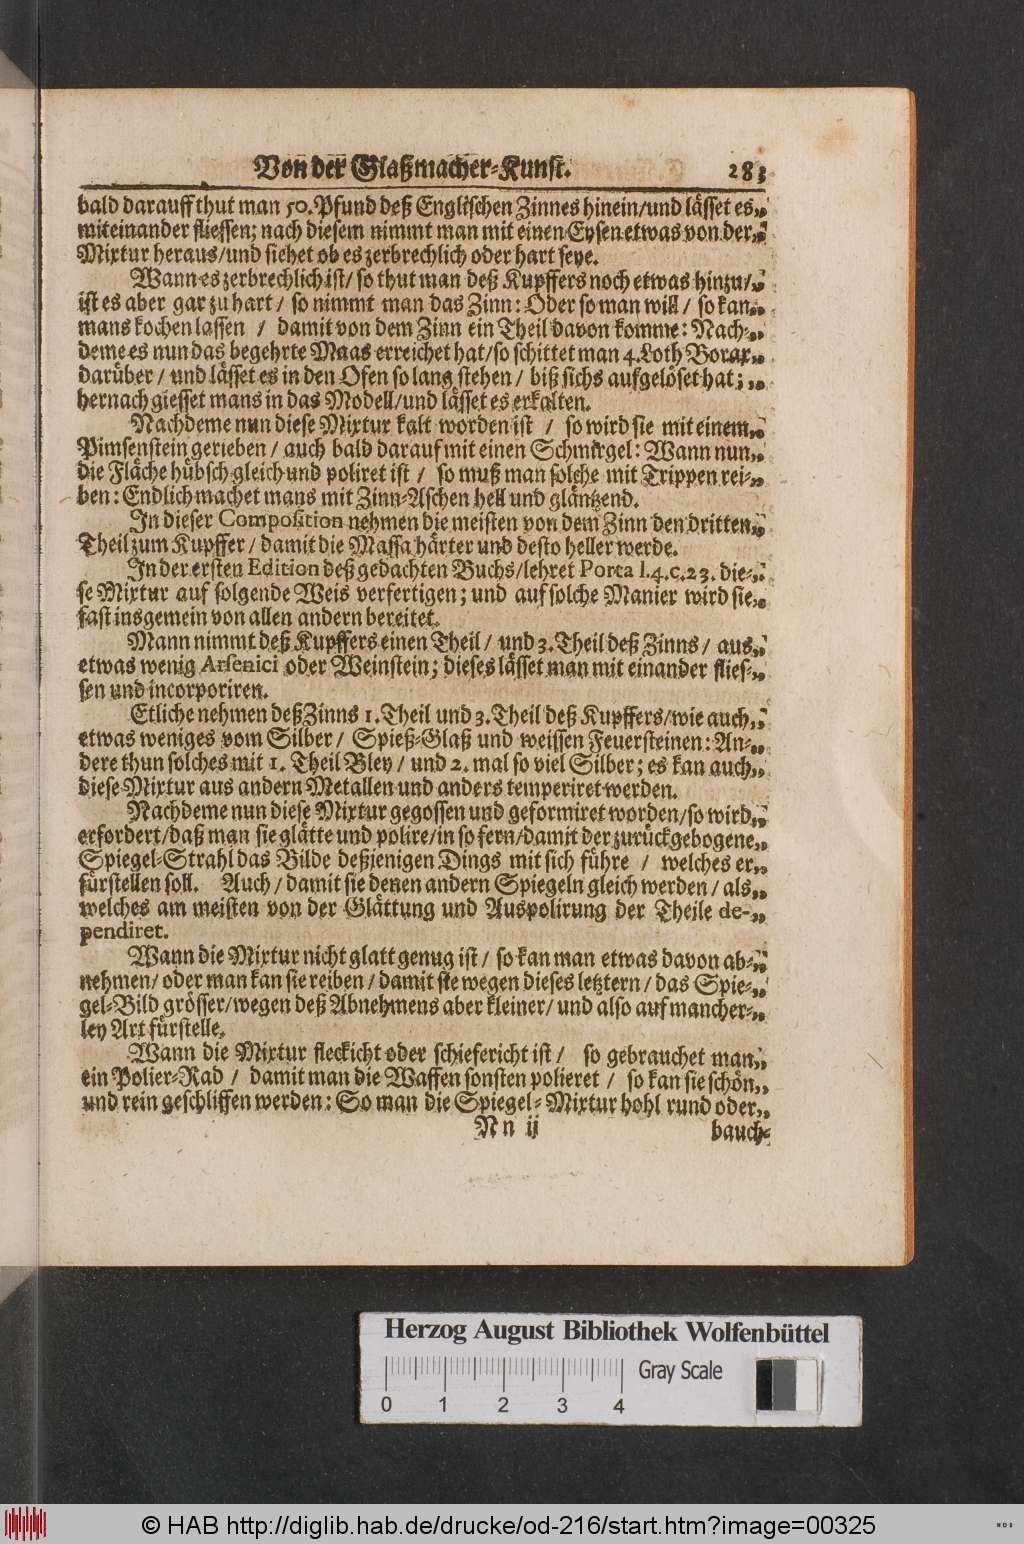 Von der Glaßmacher-Kunst. 283
bald darauff thut man 50. Pfund deß Englischen Zinnes hinein/ und lässet es„
miteinander fliessen; nach diesem nimmt man mit einen Eysen etwas von der„
Mixtur heraus/ und siehet ob es zerbrechlich oder hart seye.
Wann es zerbrechlich ist/ so thut man deß Kupffers noch etwas hinzu/„
ist es aber gar zu hart / so nimmt man das Zinn: Oder so man will / so kan„
mans kochen lassen / damit von dem Zinn ein Theil davon komme: Nach-„
deme es nun das begehrte Maas erreichet hat/ so schittet man 4. Loth Borax„
darüber / und lässet es in den Ofen so lang stehen / biß sichs aufgelöset hat; „
hernach giesset mans in das Modell/ und lässet es erkalten.
Nachdeme nun diese Mixtur kalt worden ist / so wird sie mit einem„
Pimsenstein gerieben / auch bald darauf mit einen Schmirgel: Wann nun„
die Fläche hübsch gleich und poliret ist / so muß man solche mit Trippen rei-„
ben: Endlich machet mans mit Zinn-Aschen hell und gläntzend.
In dieser Composition nehmen die meisten von dem Zinn den dritten„
Theil zum Kupffer / damit die Massa härter und desto heller werde.
In der ersten Edition deß gedachten Buchs/ lehret Porta l.4.c.23. die-„
se Mixtur auf folgende Weis verfertigen; und auf solche Manier wird sie„
fast insgemein von allen andern bereitet.
Mann nimmt deß Kupffers einen Theil / und 3. Theil deß Zinns / aus„
etwas wenig Arsenici oder Weinstein; dieses lässet man mit einander flies-„
sen und incorporiren.
Etliche nehmen deß Zinns 1. Theil und 3. Theil deß Kupffers/ wie auch„
etwas weniges vom Silber / Spieß-Glaß und weissen Feuersteinen: An-„
dere thun solches mit 1. Theil Bley / und 2. mal so viel Silber; es kan auch„
diese Mixtur aus andern Metallen und anders temperiret werden.
Nachdeme nun diese Mixtur gegossen und geformiret worden/ so wird„
erfordert/ daß man sie glätte und polire/ in so fern/ damit der zurückgebogene„
Spiegel-Strahl das Bilde deßjenigen Dings mit sich führe / welches er„
fürstellen soll. Auch / damit sie denen andern Spiegeln gleich werden / als„
welches am meisten von der Glättung und Auspolirung der Theile de-„
pendiret.
Wann die Mixtur nicht glatt genug ist / so kan man etwas davon ab-„
nehmen/ oder man kan sie reiben / damit sie wegen dieses letztern / das Spie-„
gel-Bild grösser/ wegen deß Abnehmens aber kleiner/ und also auf mancher-„
ley Art fürstelle.
Wann die Mixtur fleckicht oder schiefericht ist / so gebrauchet man„
ein Polier-Rad / damit man die Waffen sonsten polieret / so kan sie schön„
und rein geschliffen werden: So man die Spiegel-Mixtur hohl rund oder„
Nn ij bauch-
Herzog August Bibliothek Wolfenbüttel
Gray Scale
0 1 2 3 4
© HAB http://diglib.hab.de/drucke/od-216/start.htm?image=00325